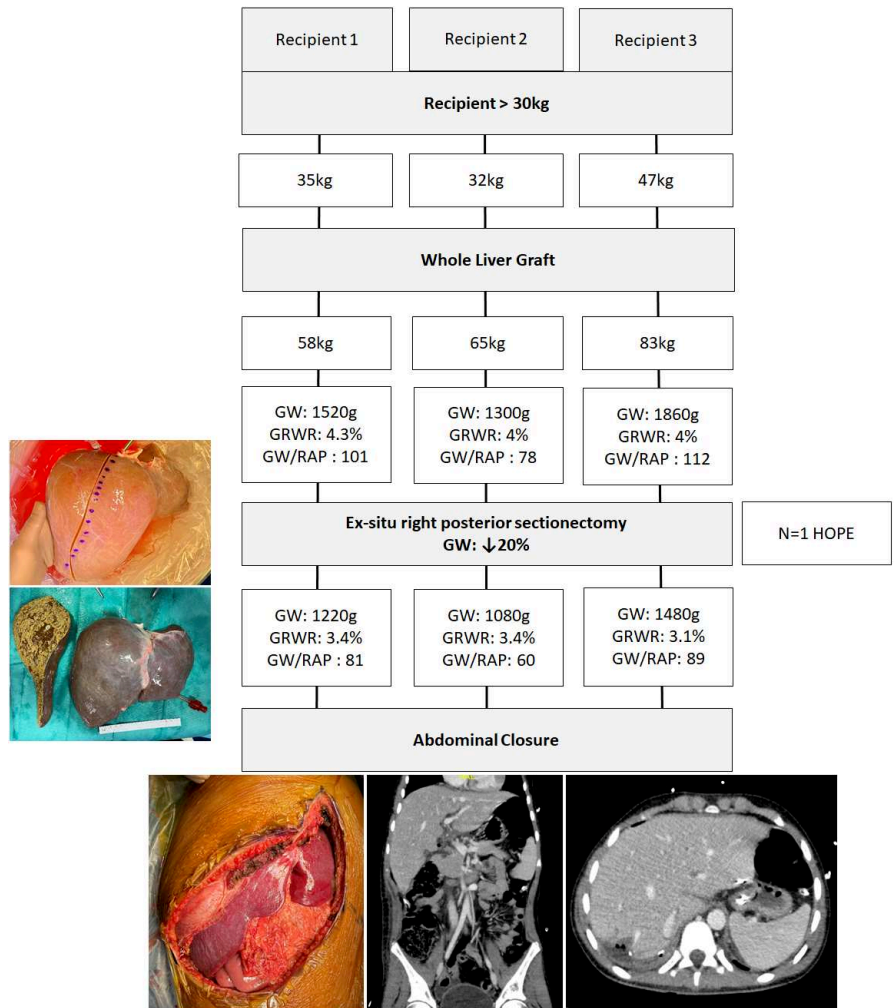 Recipient 1
Recipient 2
Recipient 3
Recipient > 30kg
35kg
32kg
47kg
Whole Liver Graft
58kg
65kg
83kg
GW: 1520g
GRWR: 4.3%
GW/RAP : 101
GW: 1300g
GRWR: 4%
GW/RAP : 78
GW: 1860g
GRWR: 4%
GW/RAP : 112
Ex-situ right posterior sectionectomy
GW: ↓20%
N=1 HOPE
GW: 1220g
GRWR: 3.4%
GW/RAP : 81
GW: 1080g
GRWR: 3.4%
GW/RAP : 60
GW: 1480g
GRWR: 3.1%
GW/RAP : 89
Abdominal Closure